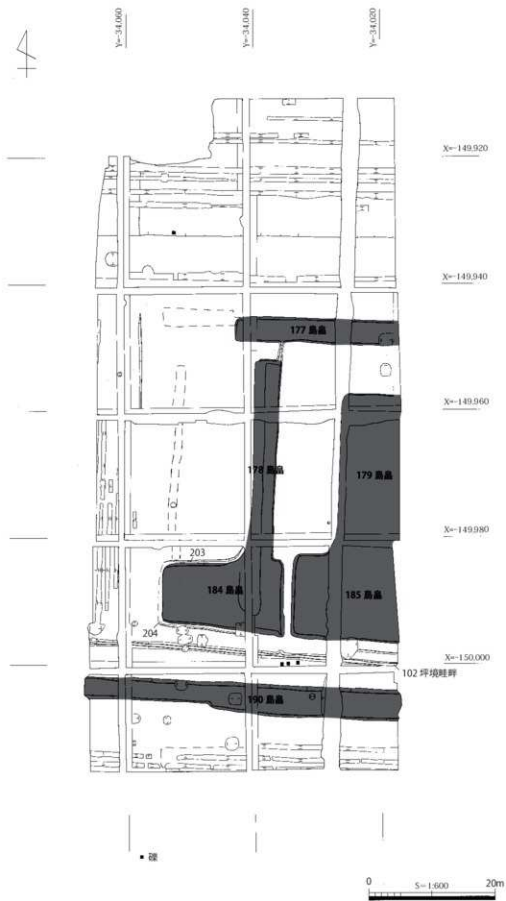 Y=-34,060
Y=-34,040
Y=-34,020
X=-149,920
X=-149,940
177 島畠
X=-149,960
178 島畠
179 島畠
X=-149,980
203
184 島畠
185 島畠
204
X=-150,000
102 坪境畦畔
190 島畠
■ 礫
0 S=1:600 20m